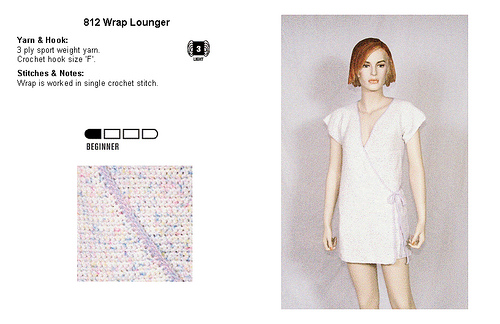 812 Wrap Lounger
Yarn & Hook:
3 ply sport weight yarn.
Crochet hook size 'F'.
3
LIGHT
Stitches & Notes:
Wrap is worked in single crochet stitch.
BEGINNER